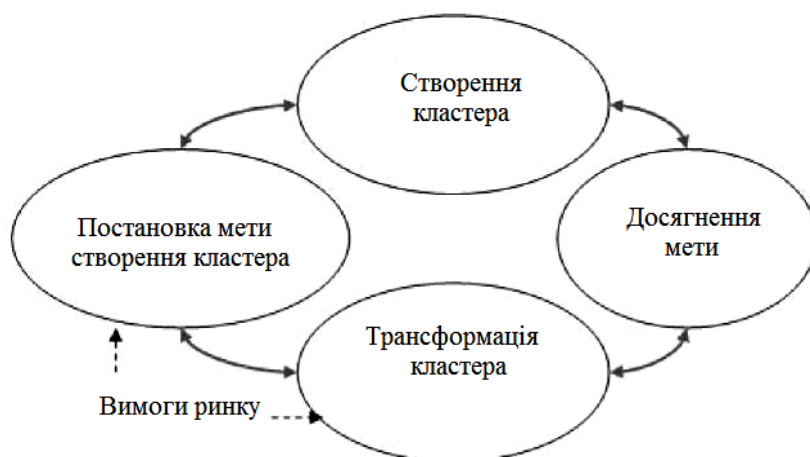 Створення
кластера
Постановка мети
створення кластера
Досягнення
мети
Трансформація
кластера
Вимоги ринку